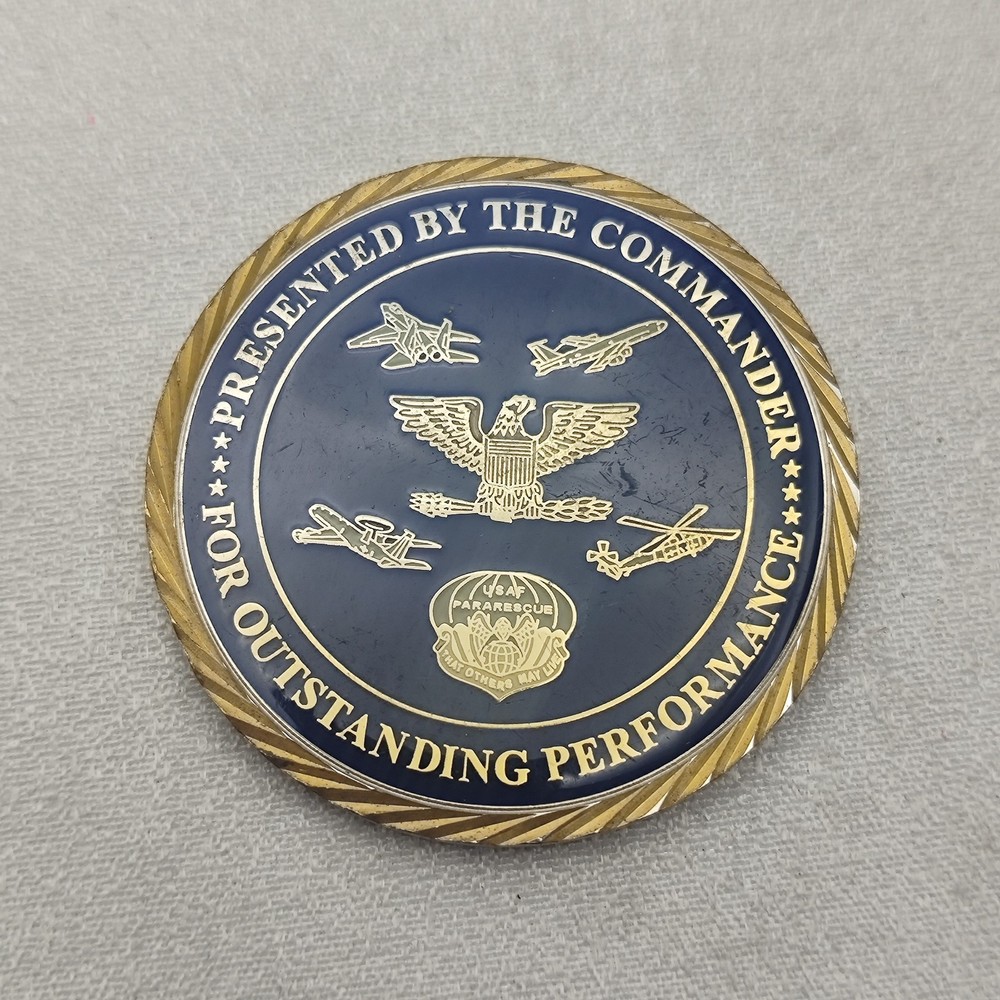 PRESENTED BY THE COMMANDER
FOR OUTSTANDING PERFORMANCE
USAF
PARARESCUE
THAT OTHERS MAY LIVE